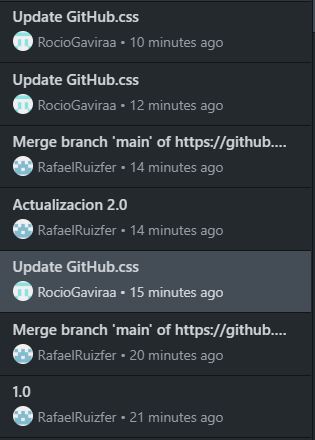 Update GitHub.css
RocioGaviraa • 10 minutes ago
Update GitHub.css
RocioGaviraa • 12 minutes ago
Merge branch 'main' of https://github....
RafaelRuizfer • 14 minutes ago
Actualizacion 2.0
RafaelRuizfer • 14 minutes ago
Update GitHub.css
RocioGaviraa • 15 minutes ago
Merge branch 'main' of https://github....
RafaelRuizfer • 20 minutes ago
1.0
RafaelRuizfer • 21 minutes ago